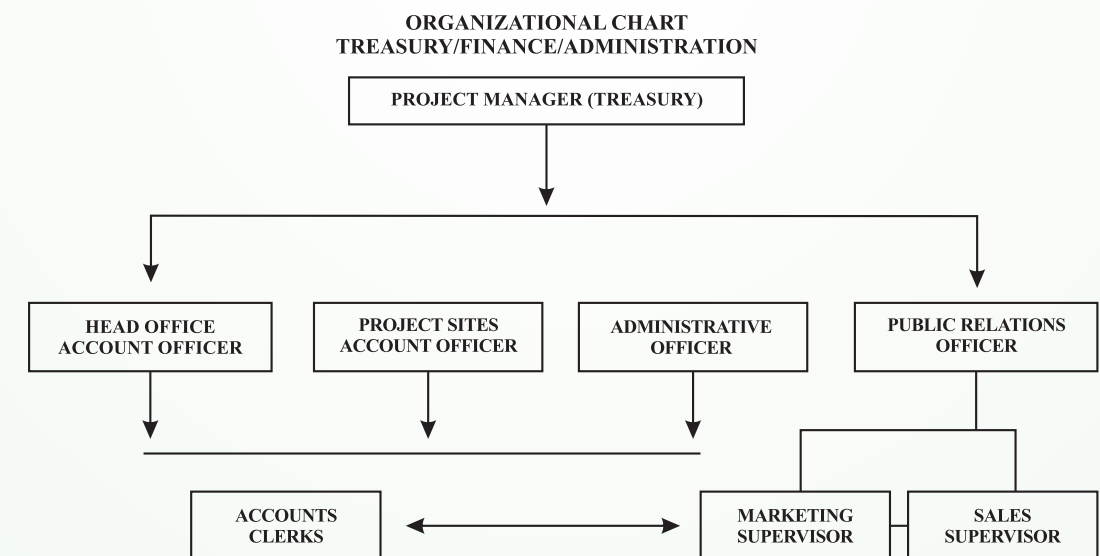 ORGANIZATIONAL CHART
TREASURY/FINANCE/ADMINISTRATION
PROJECT MANAGER (TREASURY)
HEAD OFFICE
ACCOUNT OFFICER
PROJECT SITES
ACCOUNT OFFICER
ADMINISTRATIVE
OFFICER
PUBLIC RELATIONS
OFFICER
ACCOUNTS
CLERKS
MARKETING
SUPERVISOR
SALES
SUPERVISOR